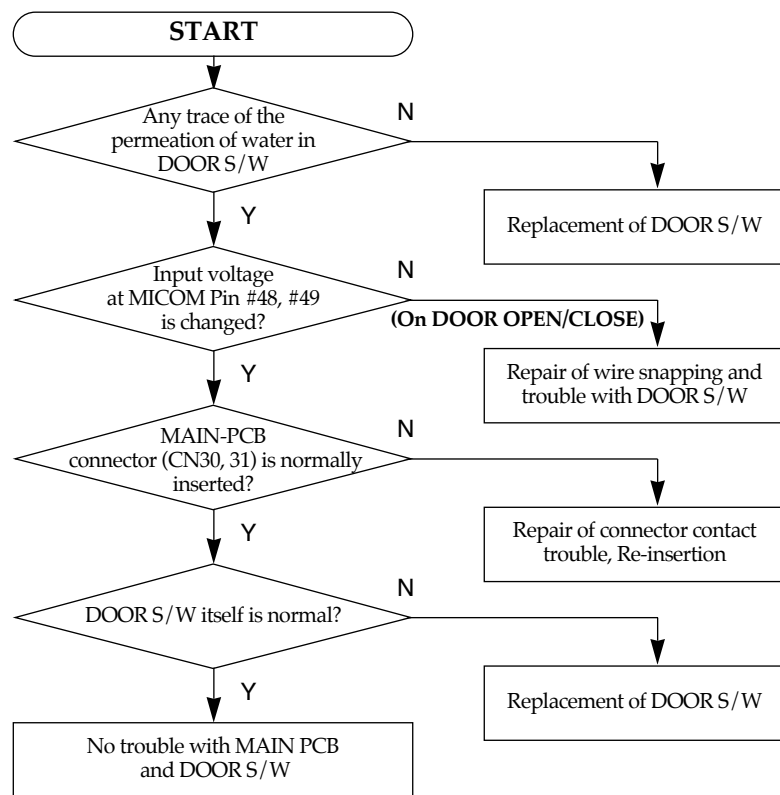 START
Any trace of the
permeation of water in
DOOR S/W
N
Replacement of DOOR S/W
Y
Input voltage
at MICOM Pin #48, #49
is changed?
N
(On DOOR OPEN/CLOSE)
Repair of wire snapping and
trouble with DOOR S/W
Y
MAIN-PCB
connector (CN30, 31) is normally
inserted?
N
Repair of connector contact
trouble, Re-insertion
Y
DOOR S/W itself is normal?
N
Replacement of DOOR S/W
Y
No trouble with MAIN PCB
and DOOR S/W